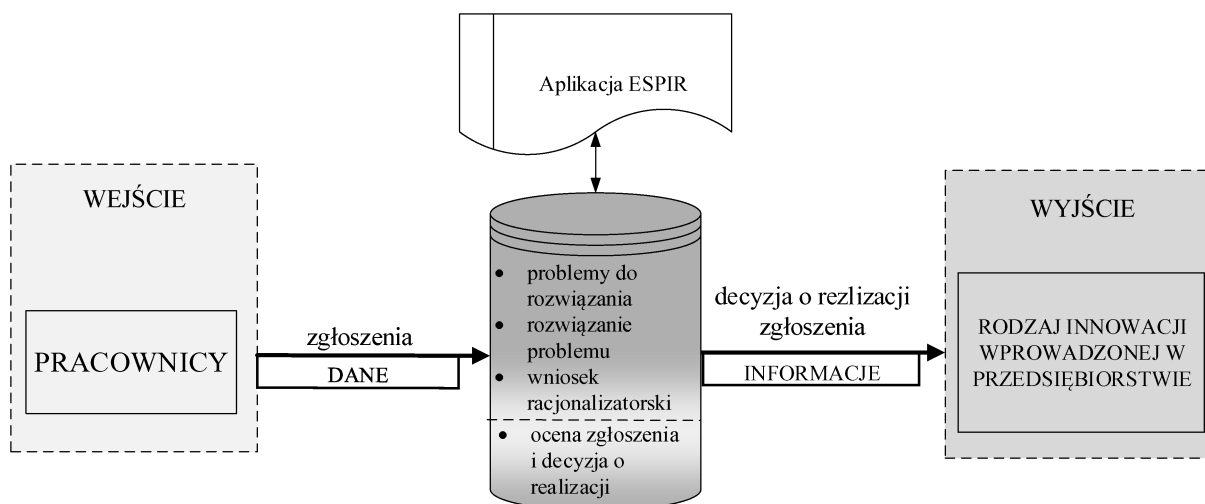 Aplikacja ESPIR
WEJŚCIE
PRACOWNICY
zgłoszenia
DANE
• problemy do
rozwiązania
• rozwiązanie
problemu
• wniosek
racjonalizatorski
• ocena zgłoszenia
i decyzja o
realizacji
decyzja o rezlizacji
zgłoszenia
INFORMACJE
WYJŚCIE
RODZAJ INNOWACJI
WPROWADZONEJ W
PRZEDSIĘBIORSTWIE